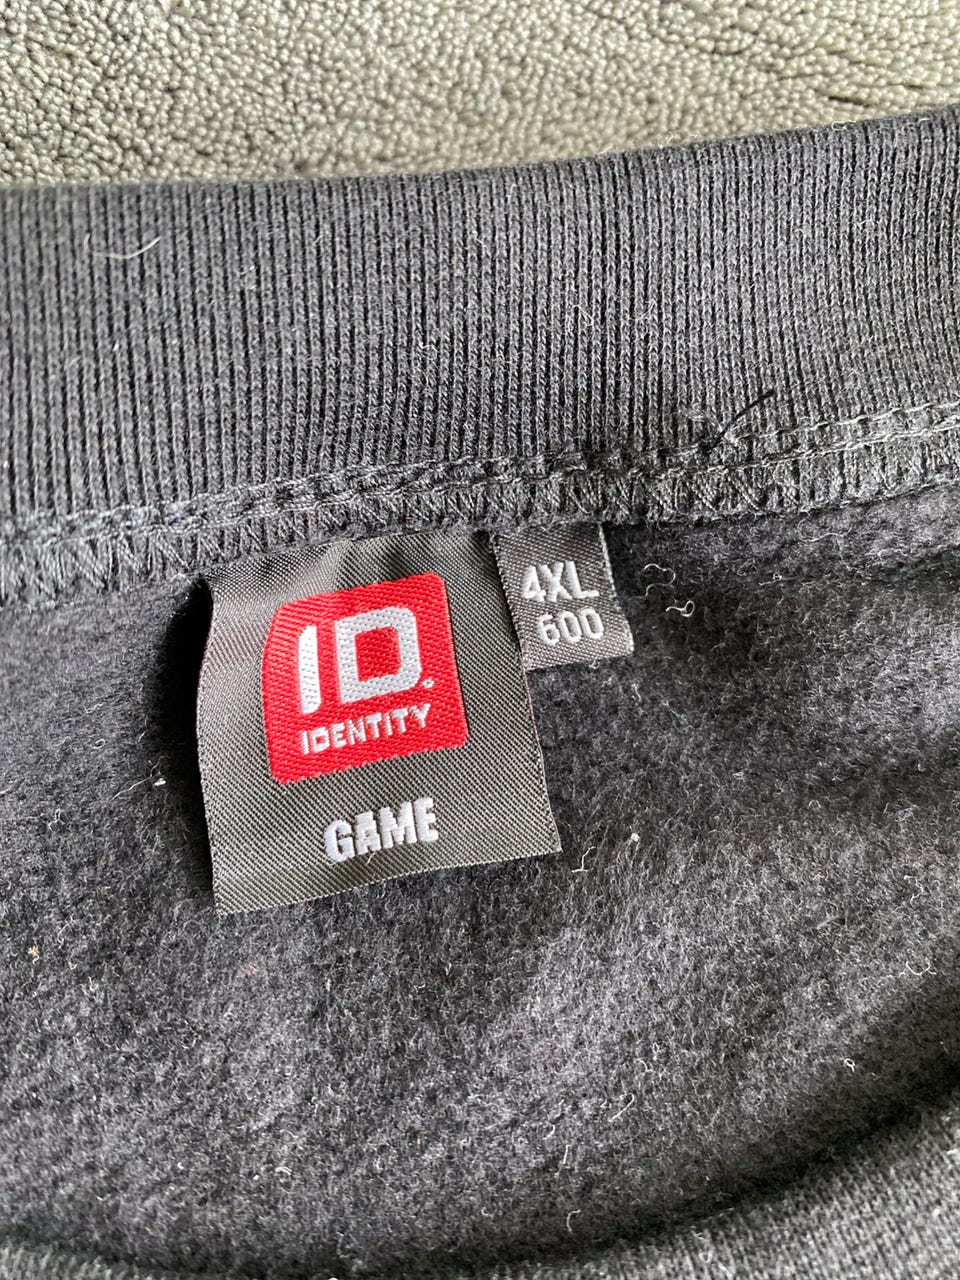 ID.
IDENTITY
GAME
4XL
600